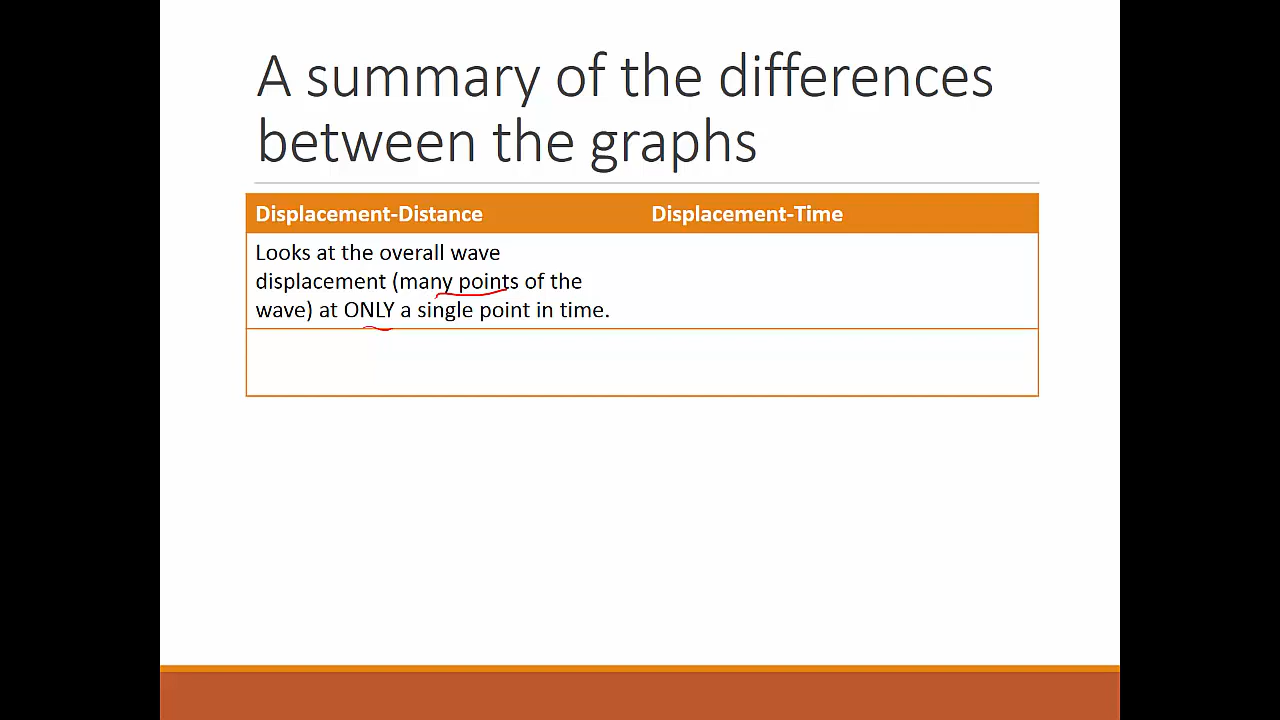 A summary of the differences
between the graphs
Displacement-Distance
Displacement-Time
Looks at the overall wave
displacement (many points of the
wave) at ONLY a single point in time.